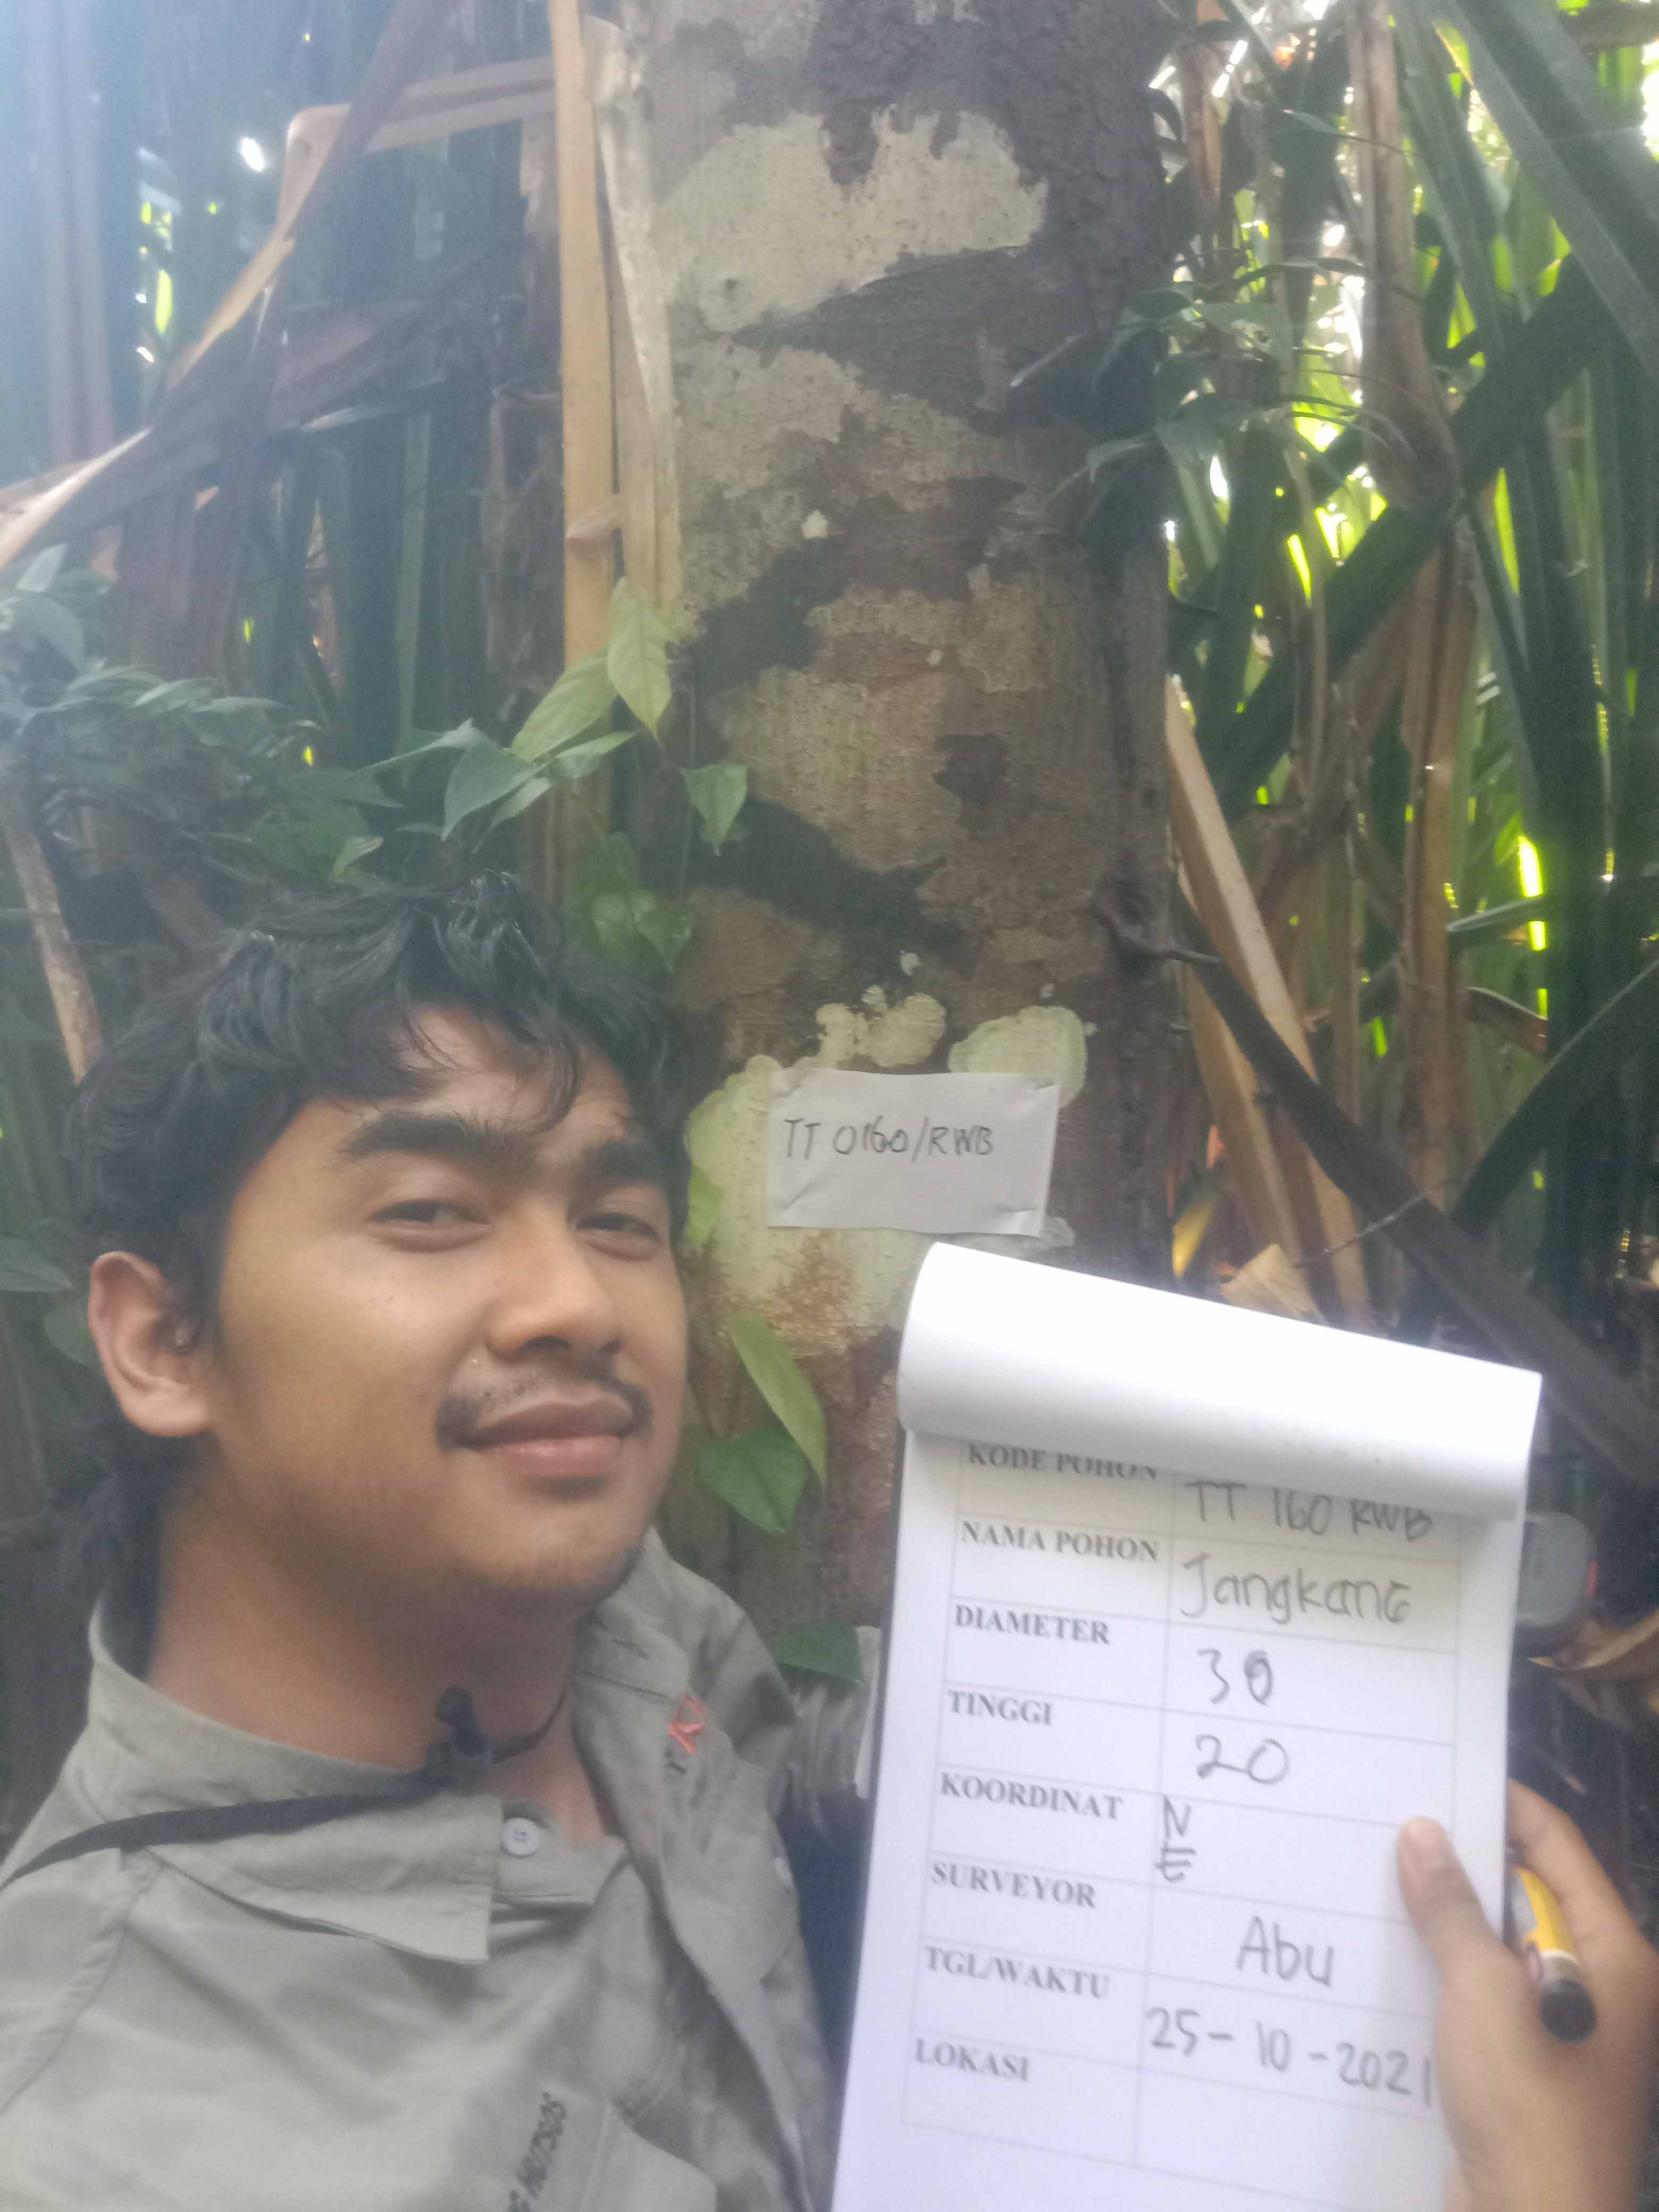 TT 0160/RWB
KODE POHON TT 160 RWB
NAMA POHON Jangkang
DIAMETER 30
TINGGI 20
KOORDINAT N
E
SURVEYOR Abu
TGL/WAKTU 25-10-2021
LOKASI